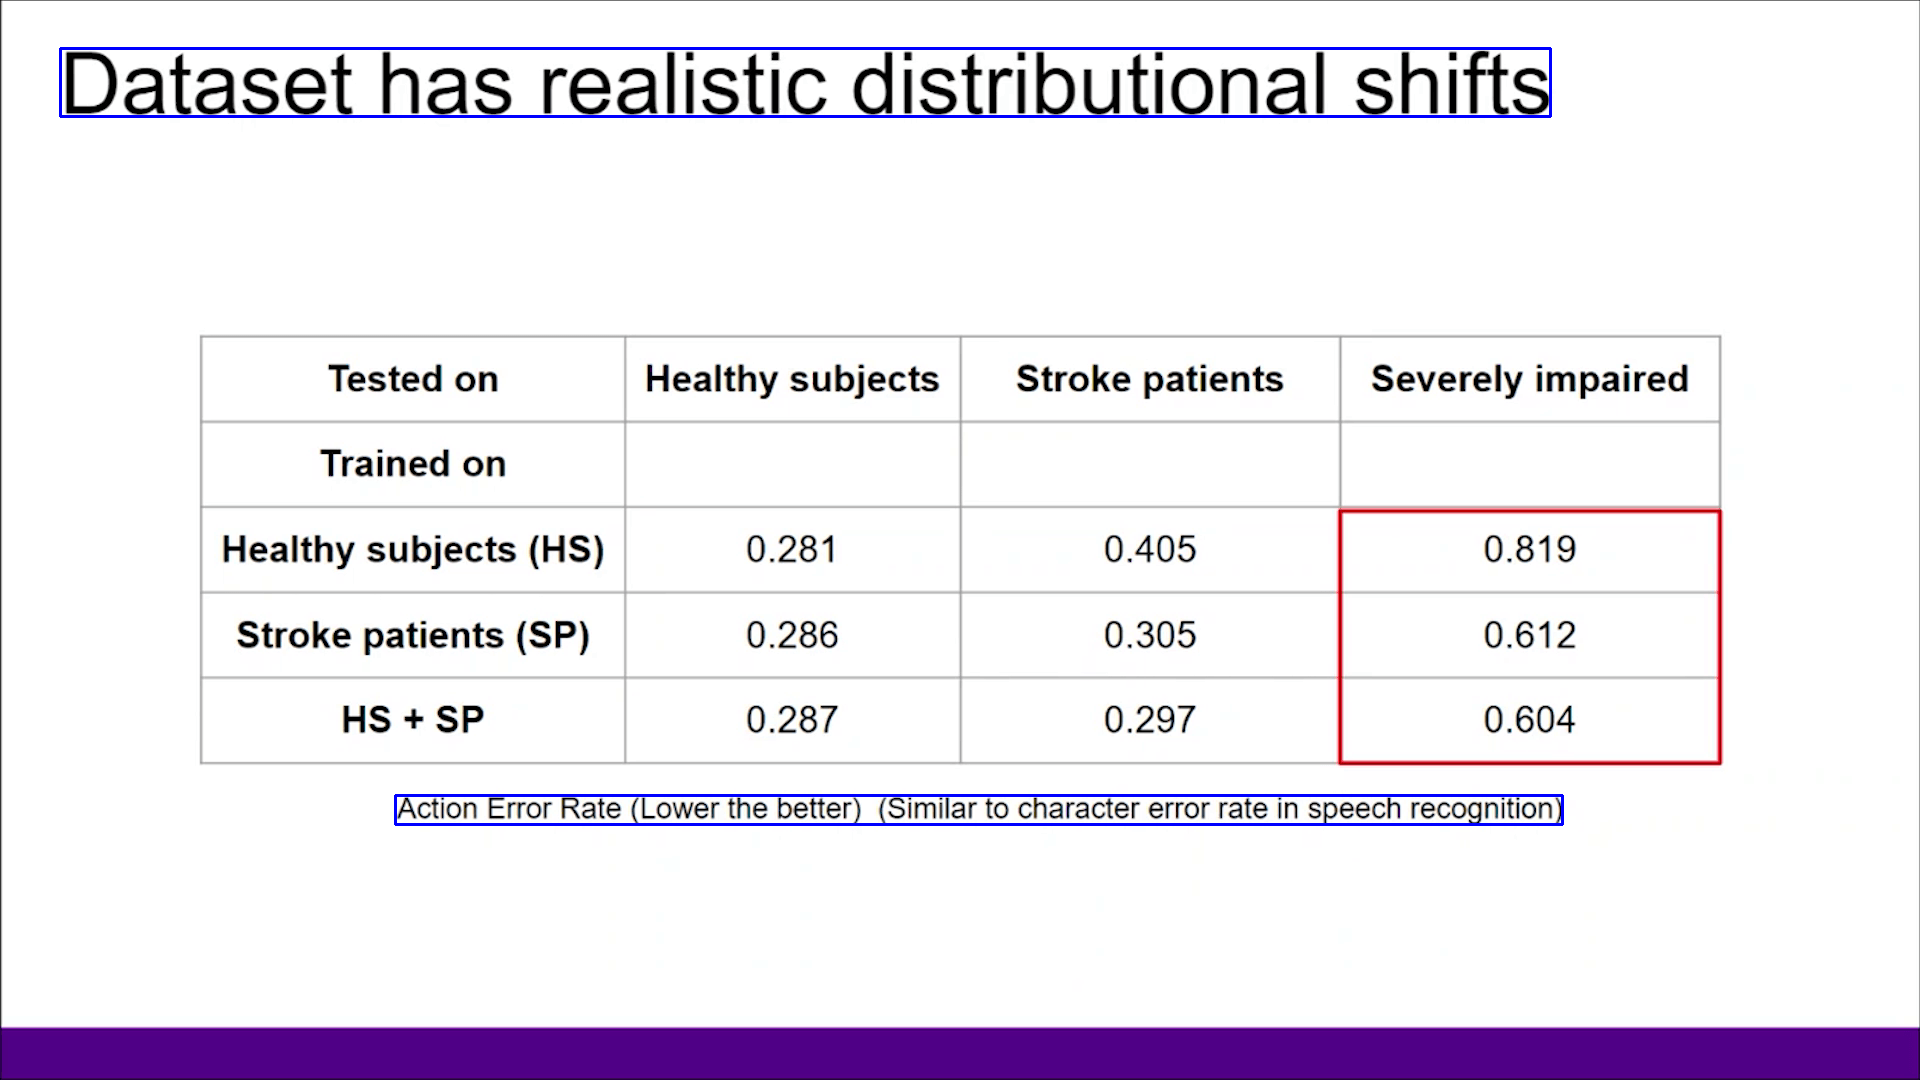 Dataset has realistic distributional shifts
Tested on Healthy subjects Stroke patients Severely impaired
Trained on
Healthy subjects (HS) 0.281 0.405 0.819
Stroke patients (SP) 0.286 0.305 0.612
HS + SP 0.287 0.297 0.604
Action Error Rate (Lower the better) (Similar to character error rate in speech recognition)